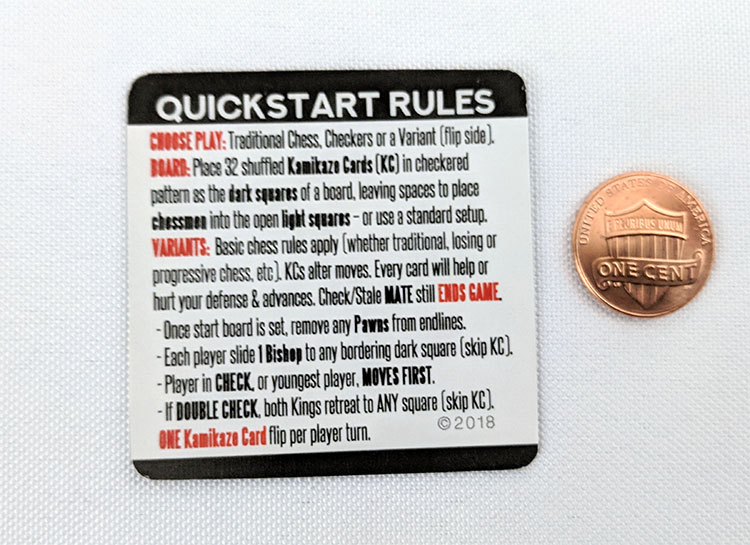 QUICKSTART RULES
CHOOSE PLAY: Traditional Chess, Checkers or a Variant (flip side).
BOARD: Place 32 shuffled Kamikaze Cards (KC) in checkered
pattern as the dark squares of a board, leaving spaces to place
chessmen into the open light squares – or use a standard setup.
VARIANTS: Basic chess rules apply (whether traditional, losing or
progressive chess, etc). KCs alter moves. Every card will help or
hurt your defense & advances. Check/Stale MATE still ENDS GAME.
- Once start board is set, remove any Pawns from endlines.
- Each player slide 1 Bishop to any bordering dark square (skip KC).
- Player in CHECK, or youngest player, MOVES FIRST.
- If DOUBLE CHECK, both Kings retreat to ANY square (skip KC).
ONE Kamikaze Card flip per player turn.
©2018
UNITED STATES OF AMERICA
E PLURIBUS UNUM
ONE CENT